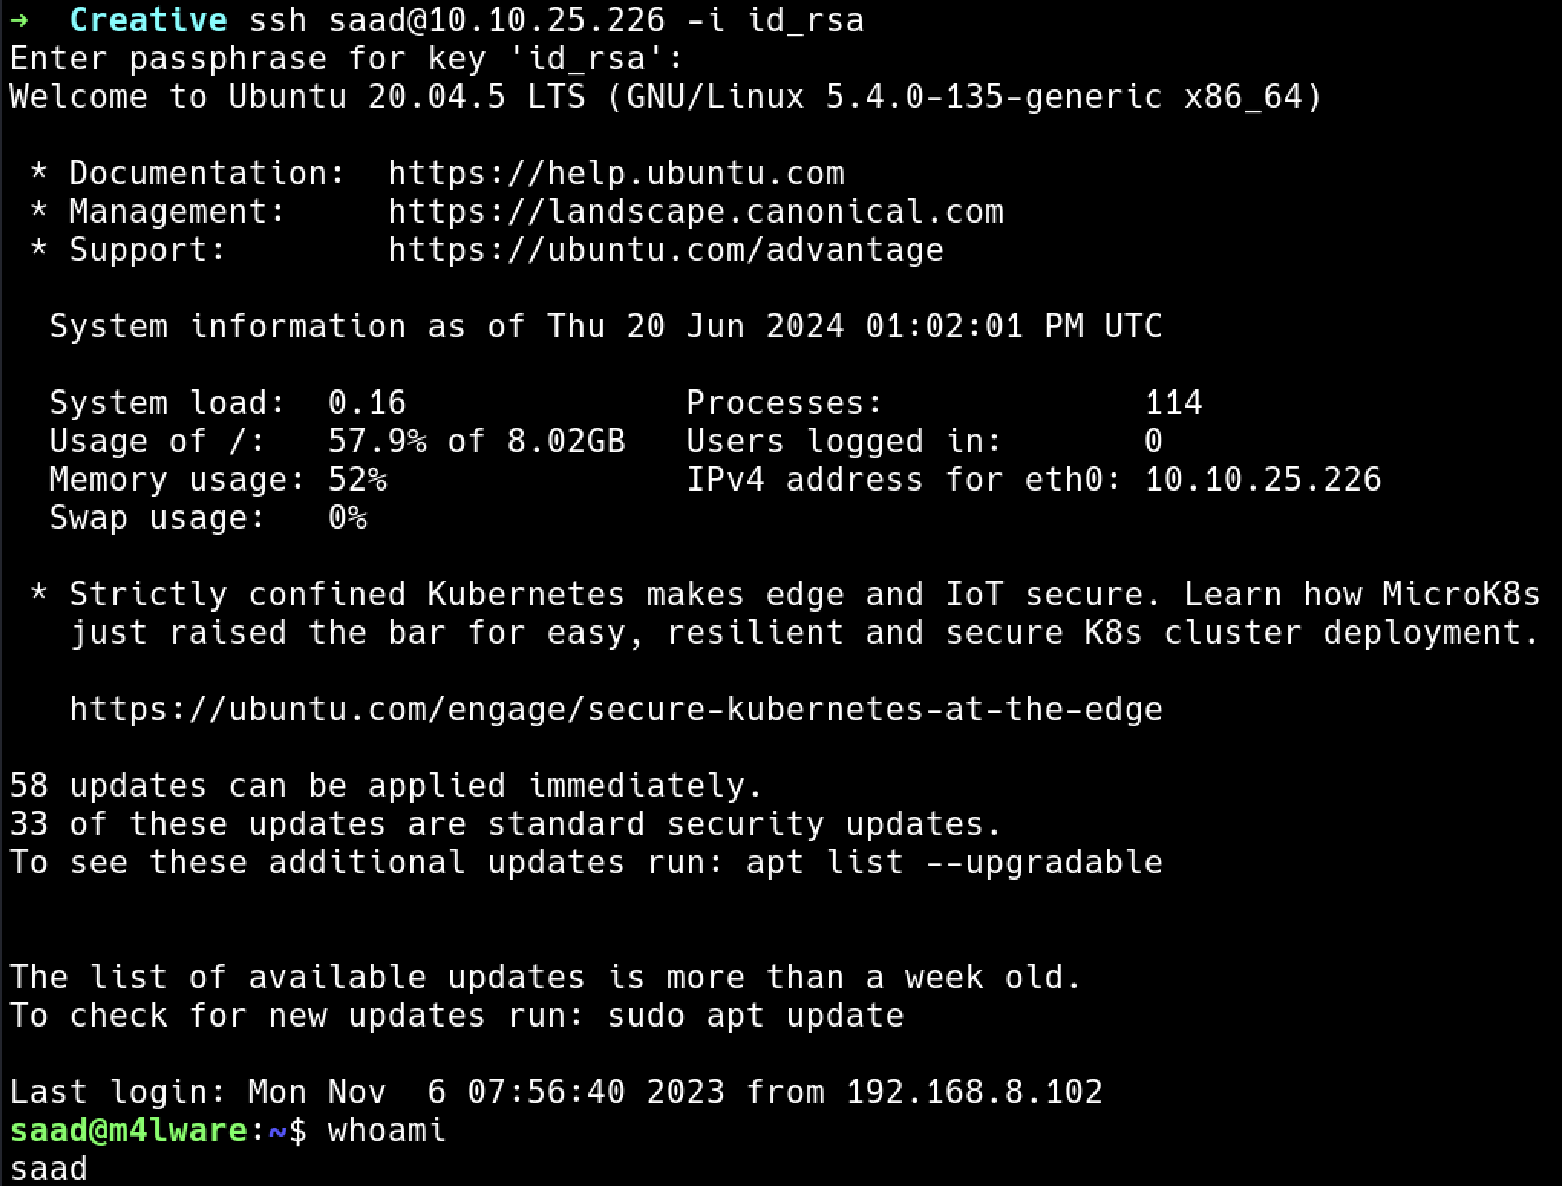 →  Creative ssh saad@10.10.25.226 -i id_rsa
Enter passphrase for key 'id_rsa':
Welcome to Ubuntu 20.04.5 LTS (GNU/Linux 5.4.0-135-generic x86_64)
 * Documentation:  https://help.ubuntu.com
 * Management:     https://landscape.canonical.com
 * Support:        https://ubuntu.com/advantage
  System information as of Thu 20 Jun 2024 01:02:01 PM UTC
  System load:  0.16              Processes:             114
  Usage of /:   57.9% of 8.02GB   Users logged in:       0
  Memory usage: 52%               IPv4 address for eth0: 10.10.25.226
  Swap usage:   0%
 * Strictly confined Kubernetes makes edge and IoT secure. Learn how MicroK8s
   just raised the bar for easy, resilient and secure K8s cluster deployment.
   https://ubuntu.com/engage/secure-kubernetes-at-the-edge
58 updates can be applied immediately.
33 of these updates are standard security updates.
To see these additional updates run: apt list --upgradable
The list of available updates is more than a week old.
To check for new updates run: sudo apt update
Last login: Mon Nov  6 07:56:40 2023 from 192.168.8.102
saad@m4lware:~$ whoami
saad